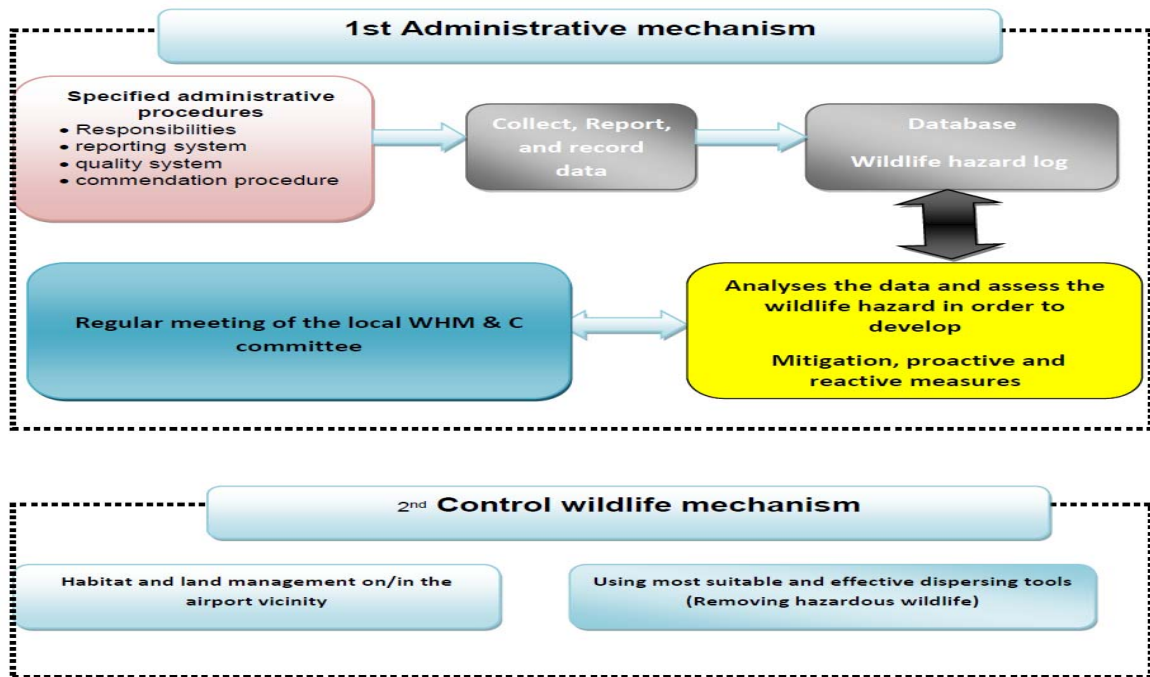 1st Administrative mechanism
Specified administrative
procedures
• Responsibilities
• reporting system
• quality system
• commendation procedure
Collect, Report,
and record
data
Database
Wildlife hazard log
Regular meeting of the local WHM & C
committee
Analyses the data and assess the
wildlife hazard in order to
develop
Mitigation, proactive and
reactive measures
2nd Control wildlife mechanism
Habitat and land management on/in the
airport vicinity
Using most suitable and effective dispersing tools
(Removing hazardous wildlife)